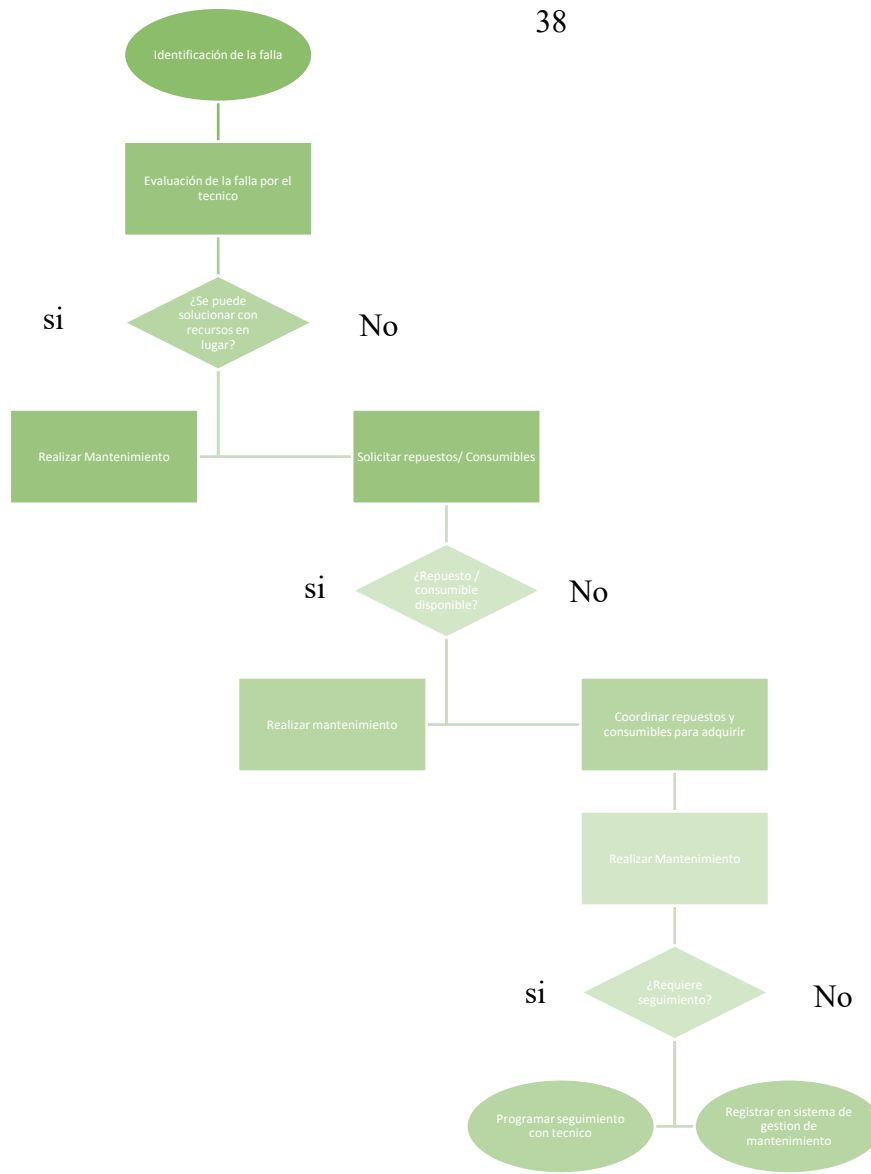 38
Identificación de la falla
Evaluación de la falla por el
tecnico
¿Se puede
solucionar con
recursos en
lugar?
si
No
Realizar Mantenimiento
Solicitar repuestos/ Consumibles
¿Repuesto /
consumible
disponible?
si
No
Realizar mantenimiento
Coordinar repuestos y
consumibles para adquirir
Realizar Mantenimiento
¿Requiere
seguimiento?
si
No
Programar seguimiento
con tecnico
Registrar en sistema de
gestion de
mantenimiento